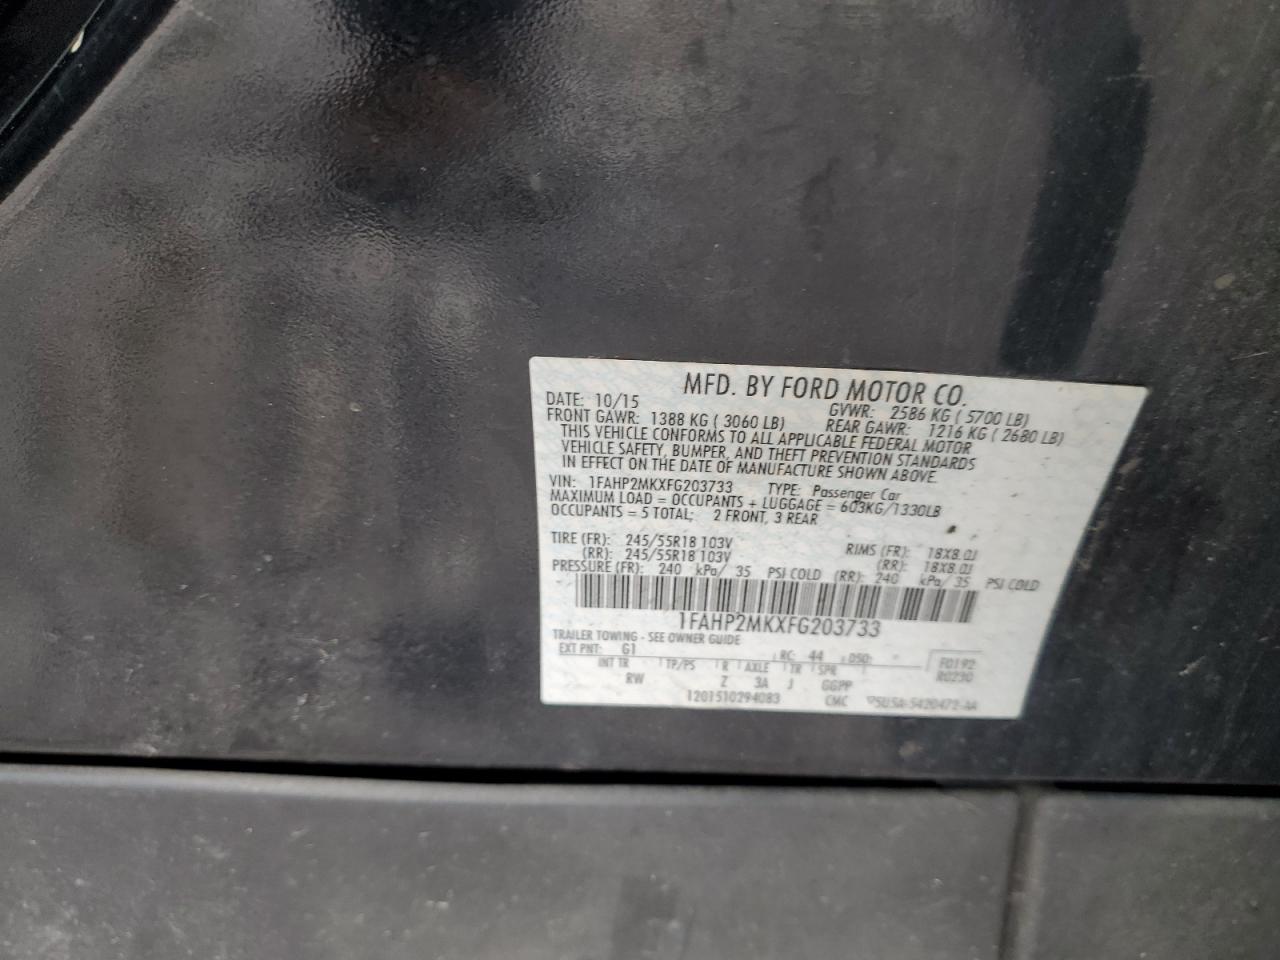 MFD. BY FORD MOTOR CO.
DATE: 10/15 GVWR: 2586 KG ( 5700 LB)
FRONT GAWR: 1388 KG ( 3060 LB) REAR GAWR: 1216 KG ( 2680 LB)
THIS VEHICLE CONFORMS TO ALL APPLICABLE FEDERAL MOTOR
VEHICLE SAFETY, BUMPER, AND THEFT PREVENTION STANDARDS
IN EFFECT ON THE DATE OF MANUFACTURE SHOWN ABOVE.
VIN: 1FAHP2MKXFG203733 TYPE: Passenger Car
MAXIMUM LOAD = OCCUPANTS + LUGGAGE = 603KG/1330LB
OCCUPANTS = 5 TOTAL; 2 FRONT, 3 REAR
TIRE (FR): 245/55R18 103V RIMS (FR): 18X8.0J
(RR): 245/55R18 103V (RR): 18X8.0J
PRESSURE (FR): 240 kPa/ 35 PSI COLD (RR): 240 kPa/ 35 PSI COLD
1FAHP2MKXFG203733
TRAILER TOWING - SEE OWNER GUIDE
EXT PNT: G1 RC: 44 DSO: F0192
INT TR TP/PS R AXLE TR SPR R0230
RW Z 3A J GGPP
1201510294083 CMC 5U5A-5420472-AA